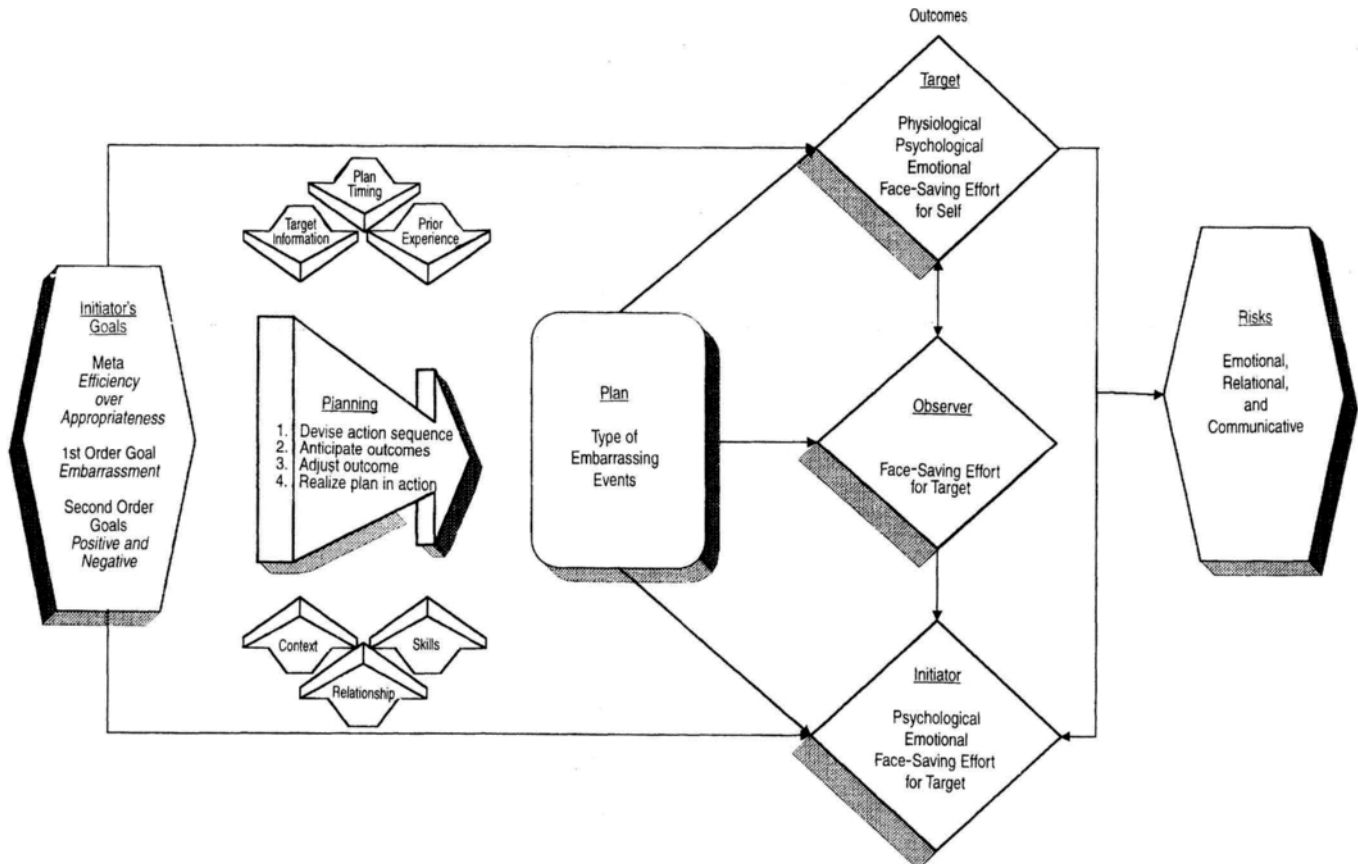 Outcomes
Initiator's
Goals
Meta
Efficiency
over
Appropriateness
1st Order Goal
Embarrassment
Second Order
Goals
Positive and
Negative
Plan
Timing
Target
Information
Prior
Experience
Planning
1. Devise action sequence
2. Anticipate outcomes
3. Adjust outcome
4. Realize plan in action
Context
Skills
Relationship
Plan
Type of
Embarrassing
Events
Target
Physiological
Psychological
Emotional
Face-Saving Effort
for Self
Observer
Face-Saving Effort
for Target
Initiator
Psychological
Emotional
Face-Saving Effort
for Target
Risks
Emotional,
Relational,
and
Communicative